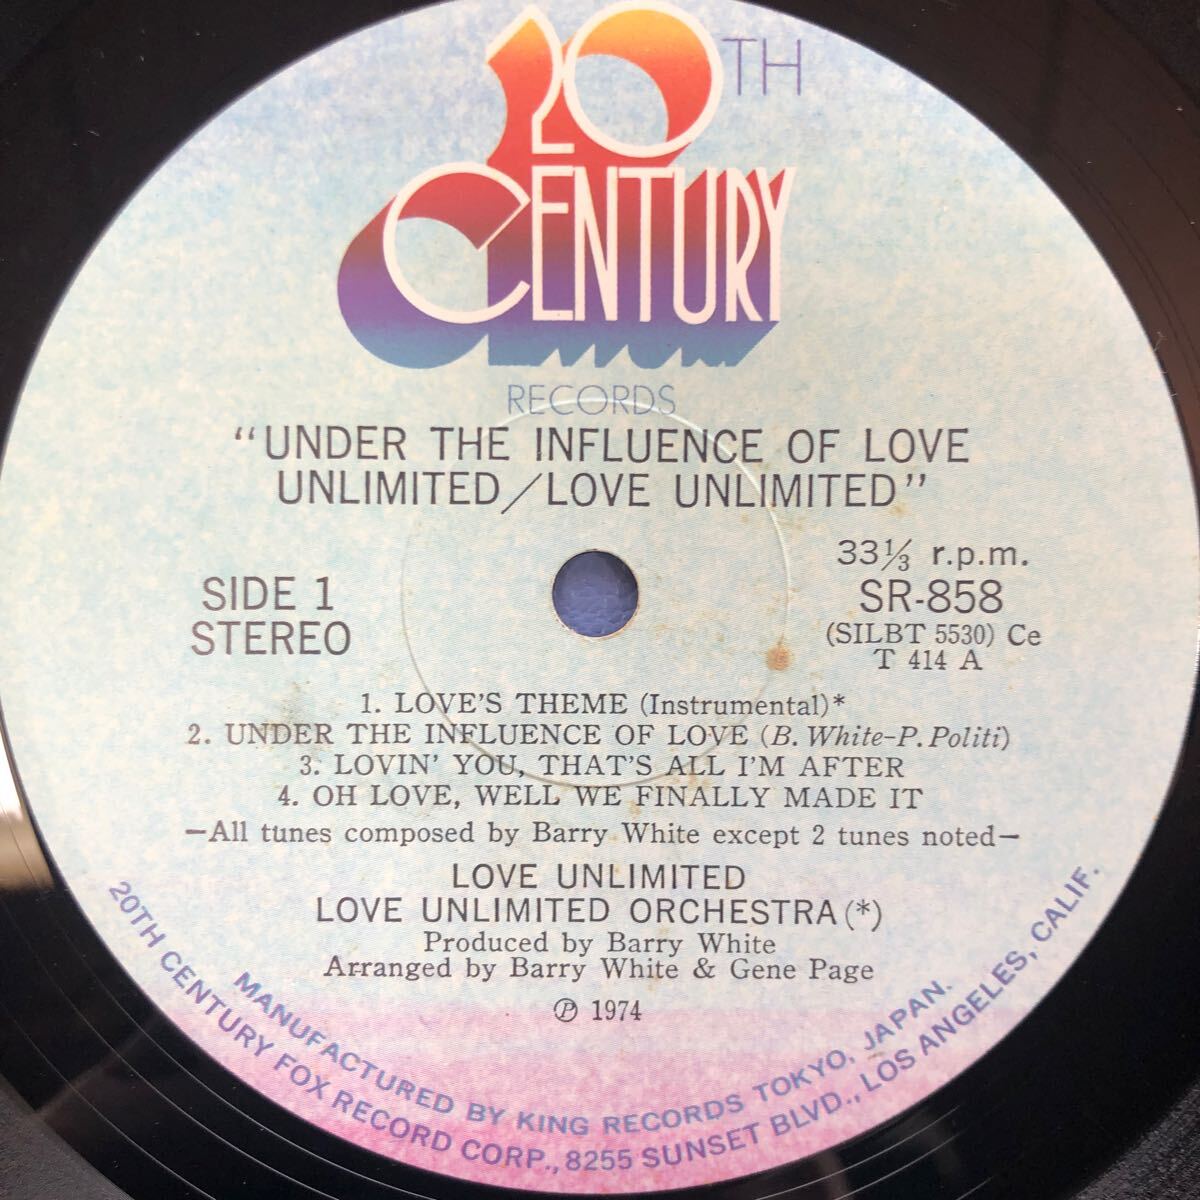 20TH
CENTURY
RECORDS
"UNDER THE INFLUENCE OF LOVE
UNLIMITED/LOVE UNLIMITED"
33⅓ r.p.m.
SIDE 1
SR-858
STEREO
(SILBT 5530) Ce
T 414 A
1. LOVE'S THEME (Instrumental)*
2. UNDER THE INFLUENCE OF LOVE (B. White-P. Politi)
3. LOVIN' YOU, THAT'S ALL I'M AFTER
4. OH LOVE, WELL WE FINALLY MADE IT
—All tunes composed by Barry White except 2 tunes noted—
LOVE UNLIMITED
LOVE UNLIMITED ORCHESTRA(*)
Produced by Barry White
Arranged by Barry White & Gene Page
℗ 1974
MANUFACTURED BY KING RECORDS TOKYO, JAPAN.
20TH CENTURY FOX RECORD CORP., 8255 SUNSET BLVD., LOS ANGELES, CALIF.